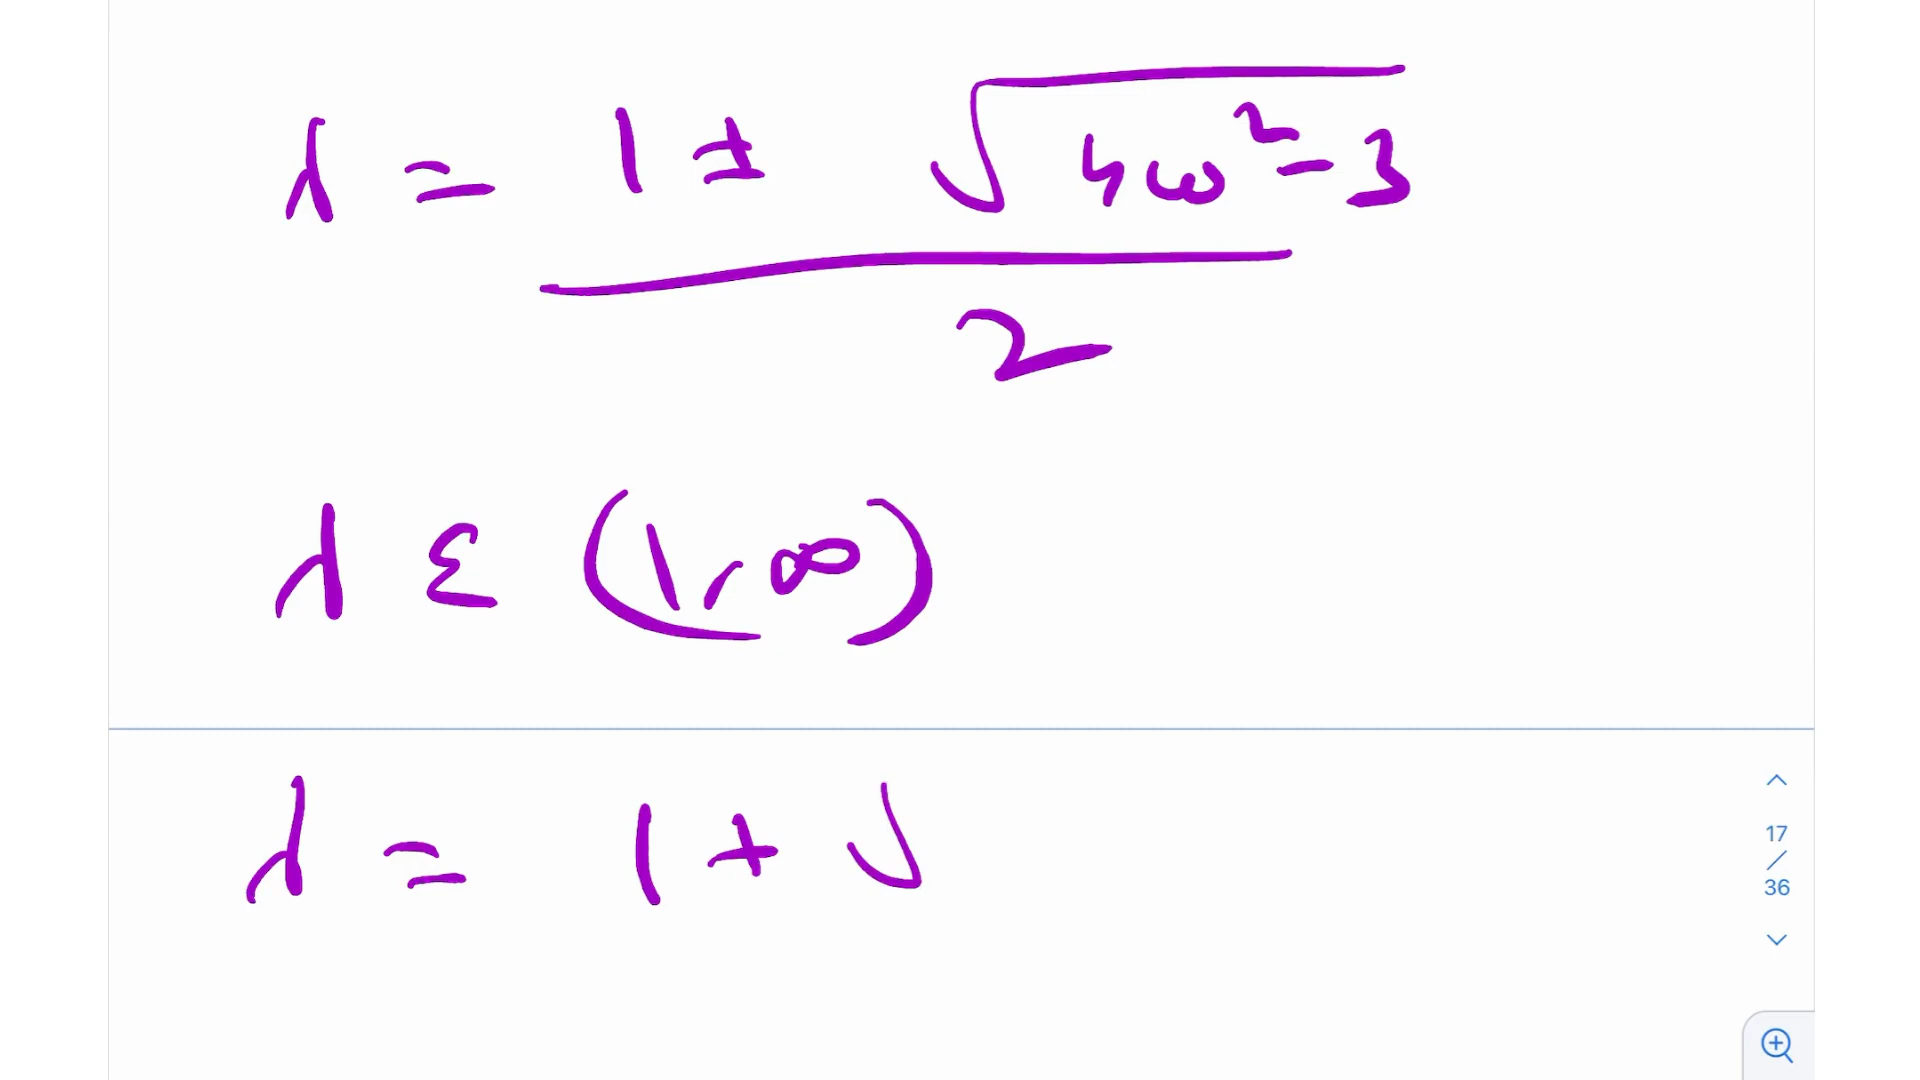 λ = 1 ± √4ω² - 3
2
λ ε (1, ∞)
λ = 1 + √
17
/
36